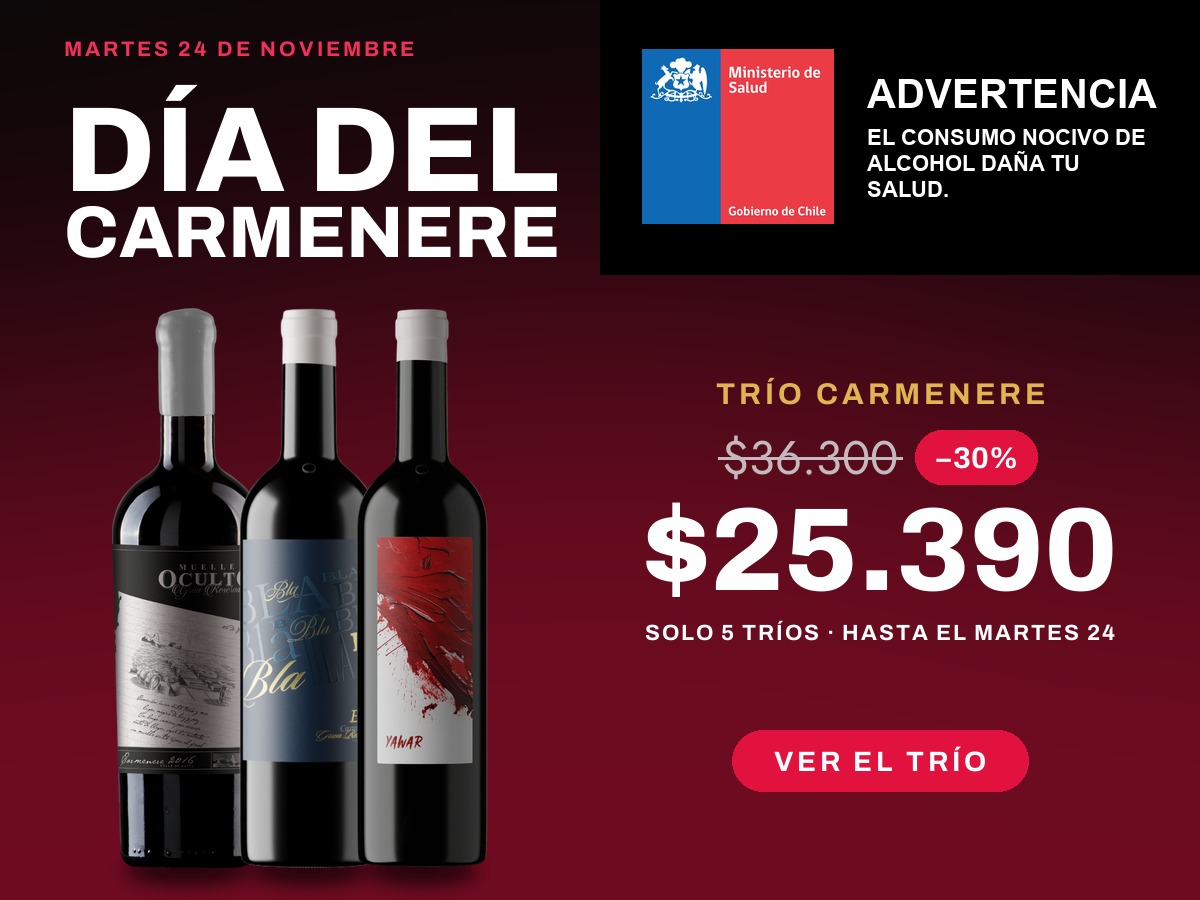 MARTES 24 DE NOVIEMBRE
DÍA DEL
CARMENERE
Ministerio de
Salud
Gobierno de Chile
ADVERTENCIA
EL CONSUMO NOCIVO DE
ALCOHOL DAÑA TU
SALUD.
TRÍO CARMENERE
$36.300 –30%
$25.390
SOLO 5 TRÍOS · HASTA EL MARTES 24
VER EL TRÍO
MUELLE
Carmenere 2016
Bla
Bla
Bla
YAWAR